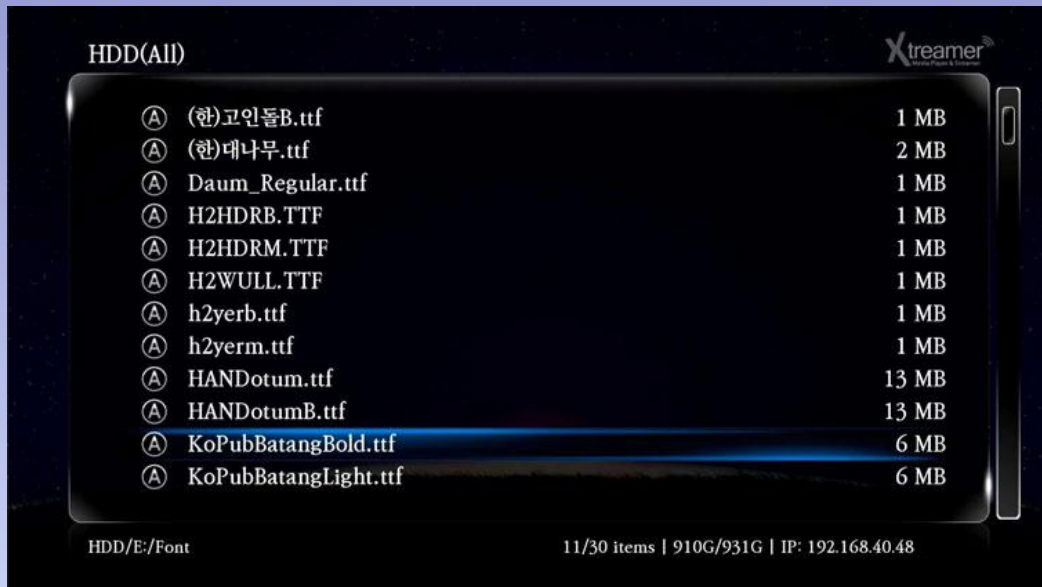 HDD(All)
Xtreamer
Media Player & Streamer
(한)고인돌B.ttf 1 MB
(한)대나무.ttf 2 MB
Daum_Regular.ttf 1 MB
H2HDRB.TTF 1 MB
H2HDRM.TTF 1 MB
H2WULL.TTF 1 MB
h2yerb.ttf 1 MB
h2yerm.ttf 1 MB
HANDotum.ttf 13 MB
HANDotumB.ttf 13 MB
KoPubBatangBold.ttf 6 MB
KoPubBatangLight.ttf 6 MB
HDD/E:/Font 11/30 items | 910G/931G | IP: 192.168.40.48